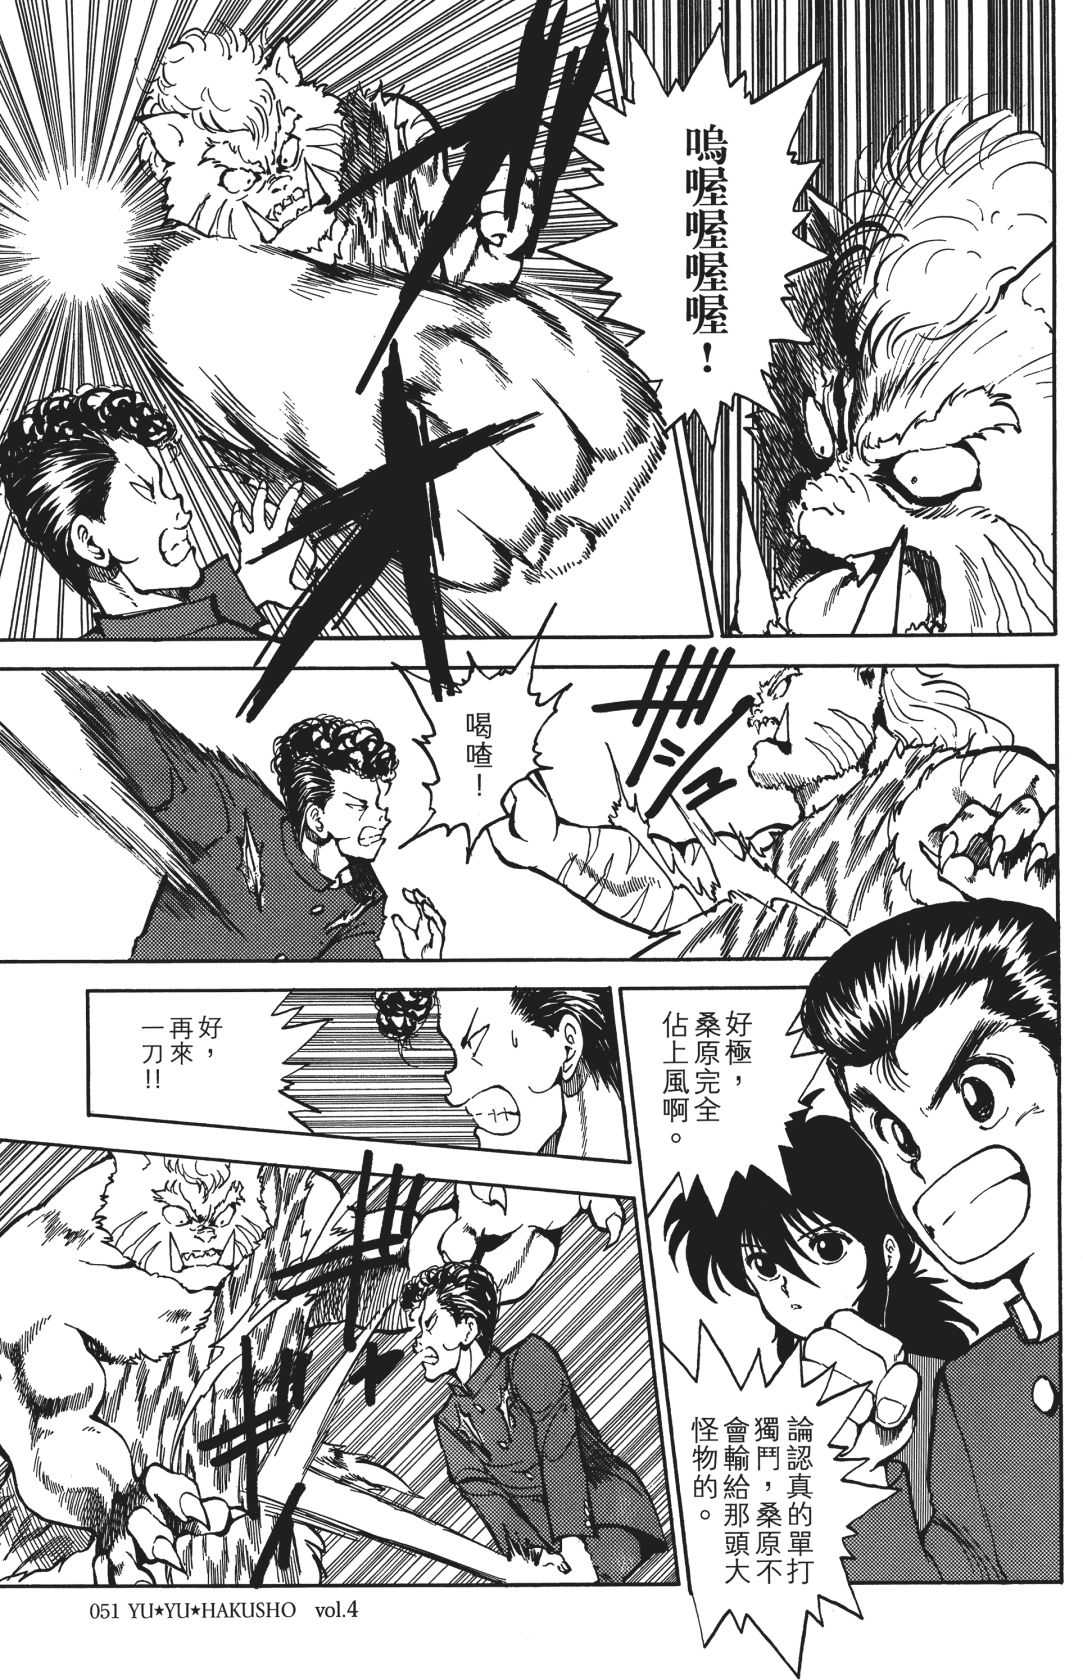 嗚喔喔喔喔！
喝喳！
好極，
桑原完全
佔上風啊。
論認真的單打
獨鬥，桑原不
會輸給那頭大
怪物的。
好，
再來
一刀!!
051 YU★YU★HAKUSHO vol.4